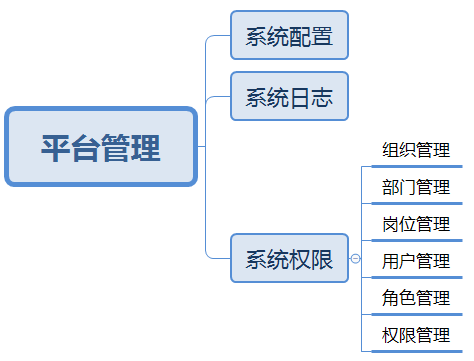 系统配置
系统日志
平台管理
系统权限
组织管理
部门管理
岗位管理
用户管理
角色管理
权限管理